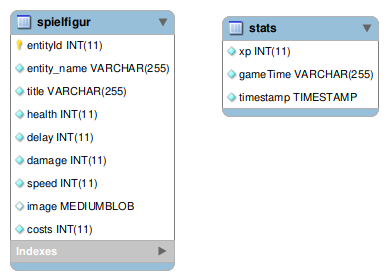 spielfigur
entityId INT(11)
entity_name VARCHAR(255)
title VARCHAR(255)
health INT(11)
delay INT(11)
damage INT(11)
speed INT(11)
image MEDIUMBLOB
costs INT(11)
Indexes
stats
xp INT(11)
gameTime VARCHAR(255)
timestamp TIMESTAMP